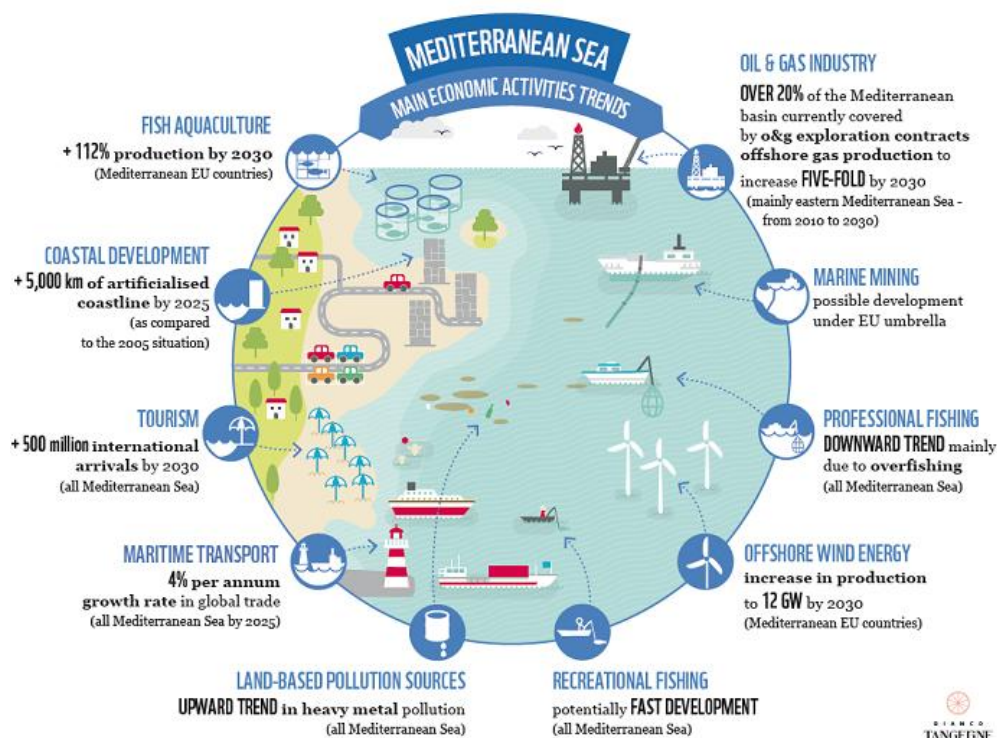 MEDITERRANEAN SEA
MAIN ECONOMIC ACTIVITIES TRENDS
FISH AQUACULTURE
+ 112% production by 2030
(Mediterranean EU countries)
COASTAL DEVELOPMENT
+ 5,000 km of artificialised
coastline by 2025
(as compared
to the 2005 situation)
TOURISM
+ 500 million international
arrivals by 2030
(all Mediterranean Sea)
MARITIME TRANSPORT
4% per annum
growth rate in global trade
(all Mediterranean Sea by 2025)
LAND-BASED POLLUTION SOURCES
UPWARD TREND in heavy metal pollution
(all Mediterranean Sea)
RECREATIONAL FISHING
potentially FAST DEVELOPMENT
(all Mediterranean Sea)
OIL & GAS INDUSTRY
OVER 20% of the Mediterranean
basin currently covered
by o&g exploration contracts
offshore gas production to
increase FIVE-FOLD by 2030
(mainly eastern Mediterranean Sea -
from 2010 to 2030)
MARINE MINING
possible development
under EU umbrella
PROFESSIONAL FISHING
DOWNWARD TREND mainly
due to overfishing
(all Mediterranean Sea)
OFFSHORE WIND ENERGY
increase in production
to 12 GW by 2030
(Mediterranean EU countries)
BIANCO